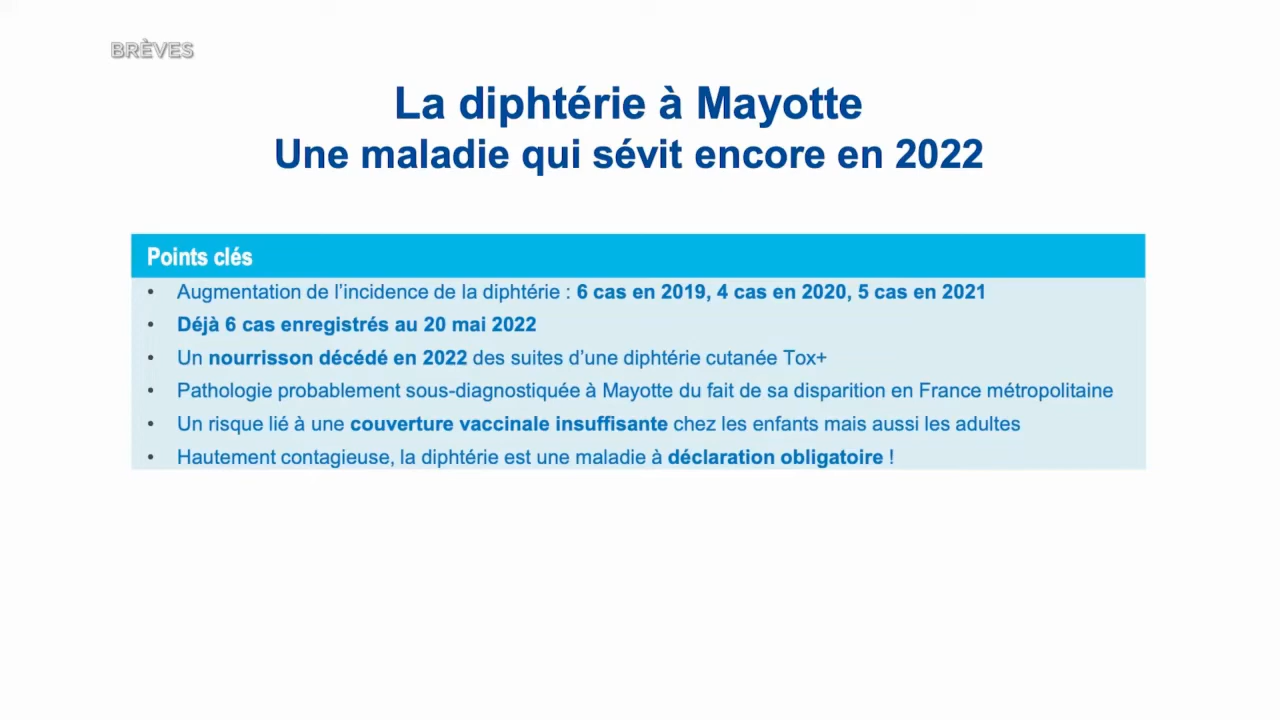 BRÈVES
La diphtérie à Mayotte
Une maladie qui sévit encore en 2022
Points clés
• Augmentation de l’incidence de la diphtérie : 6 cas en 2019, 4 cas en 2020, 5 cas en 2021
• Déjà 6 cas enregistrés au 20 mai 2022
• Un nourrisson décédé en 2022 des suites d’une diphtérie cutanée Tox+
• Pathologie probablement sous-diagnostiquée à Mayotte du fait de sa disparition en France métropolitaine
• Un risque lié à une couverture vaccinale insuffisante chez les enfants mais aussi les adultes
• Hautement contagieuse, la diphtérie est une maladie à déclaration obligatoire !